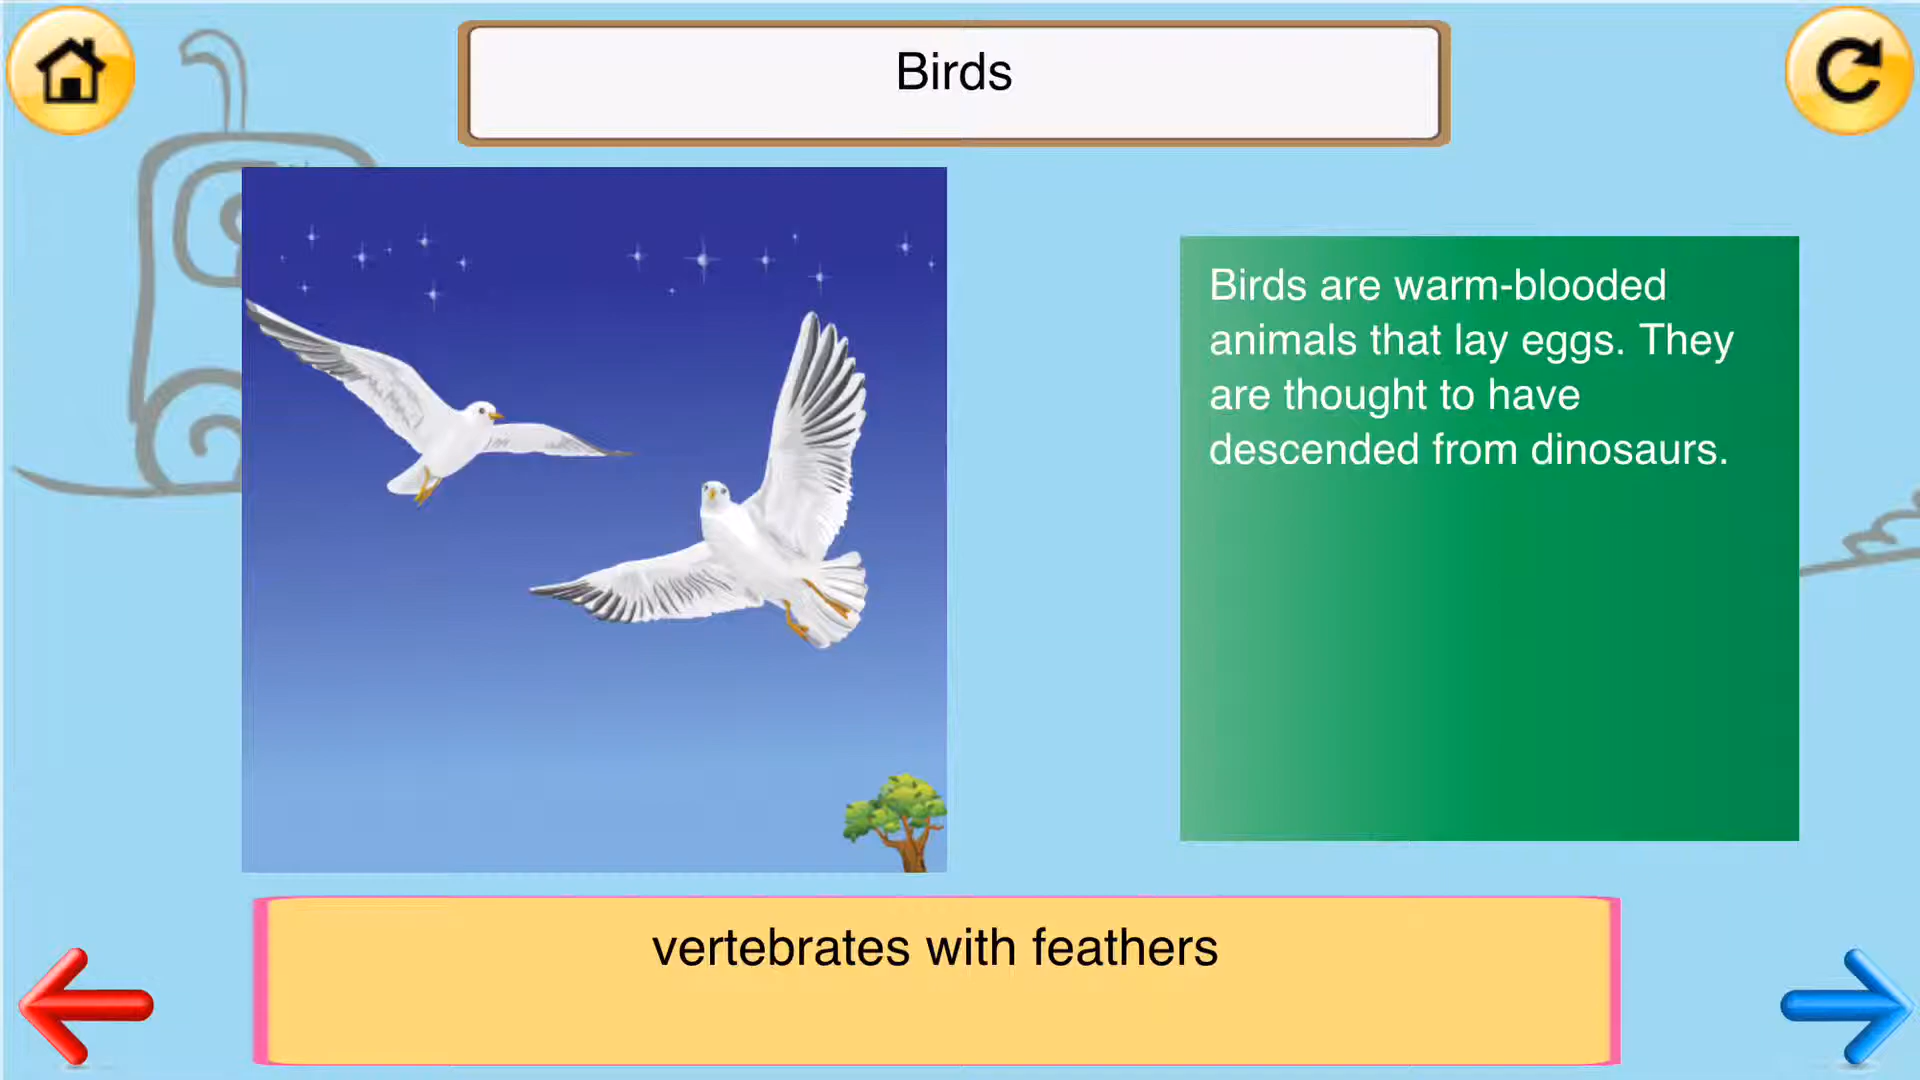 Birds
Birds are warm-blooded
animals that lay eggs. They
are thought to have
descended from dinosaurs.
vertebrates with feathers